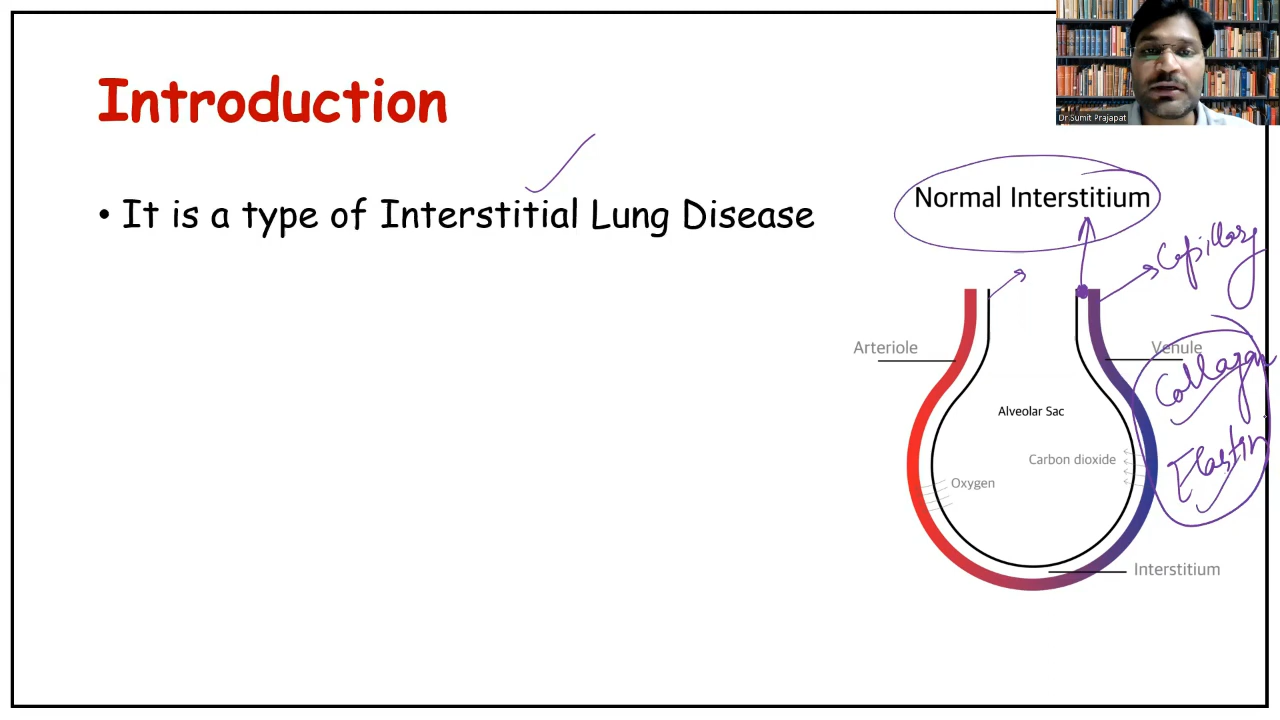 Introduction
Dr.Sumit Prajapat
• It is a type of Interstitial Lung Disease
Normal Interstitium
Capillary
Arteriole
Venule
Collagen
Alveolar Sac
Carbon dioxide
Elastin
Oxygen
Interstitium